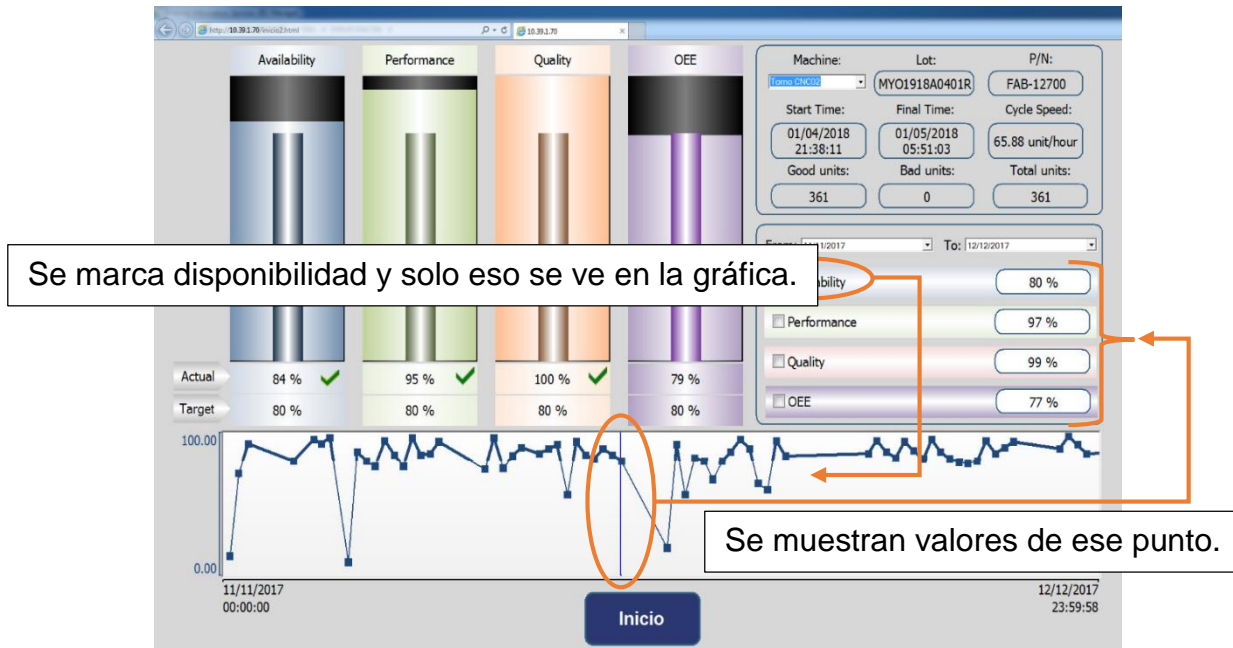 http://10.39.1.70/inicio2.html
10.39.1.70
Availability
Performance
Quality
OEE
Machine:
Lot:
P/N:
Torno CNC02
MYO1918A0401R
FAB-12700
Start Time:
Final Time:
Cycle Speed:
01/04/2018
21:38:11
01/05/2018
05:51:03
65.88 unit/hour
Good units:
Bad units:
Total units:
361
0
361
To:
12/12/2017
Se marca disponibilidad y solo eso se ve en la gráfica.
80 %
Performance
97 %
Quality
99 %
OEE
77 %
Actual
84 %
95 %
100 %
79 %
Target
80 %
80 %
80 %
80 %
100.00
0.00
Se muestran valores de ese punto.
11/11/2017
00:00:00
12/12/2017
23:59:58
Inicio